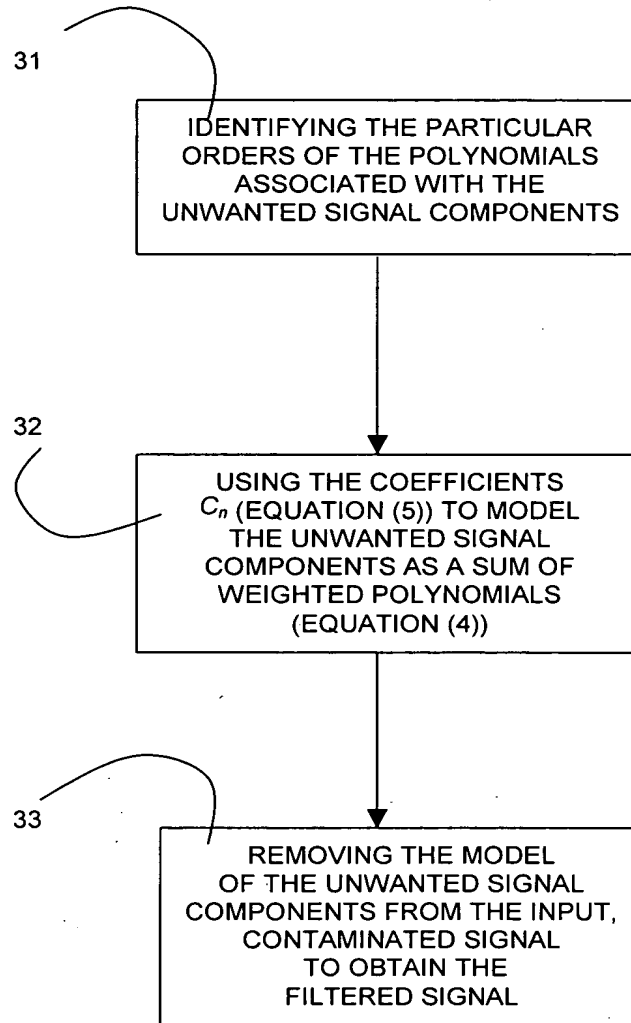 31
IDENTIFYING THE PARTICULAR
ORDERS OF THE POLYNOMIALS
ASSOCIATED WITH THE
UNWANTED SIGNAL COMPONENTS
32
USING THE COEFFICIENTS
Cn (EQUATION (5)) TO MODEL
THE UNWANTED SIGNAL
COMPONENTS AS A SUM OF
WEIGHTED POLYNOMIALS
(EQUATION (4))
33
REMOVING THE MODEL
OF THE UNWANTED SIGNAL
COMPONENTS FROM THE INPUT,
CONTAMINATED SIGNAL
TO OBTAIN THE
FILTERED SIGNAL